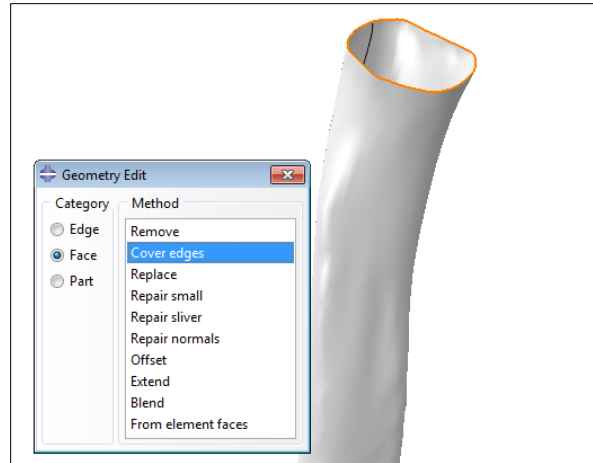 Geometry Edit
Category
Method
Edge
Face
Part
Remove
Cover edges
Replace
Repair small
Repair sliver
Repair normals
Offset
Extend
Blend
From element faces